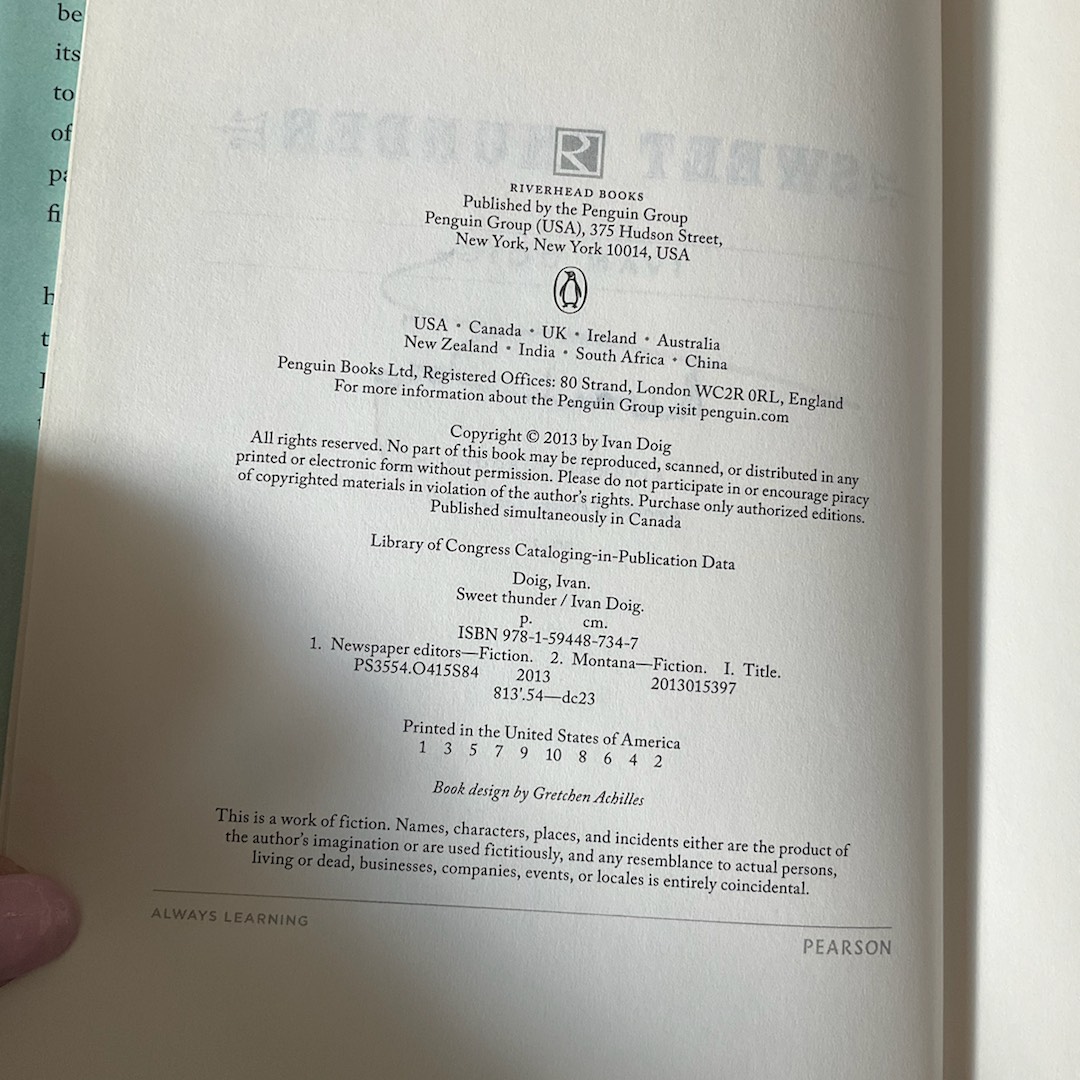 be
its
to
of
fi
h
t
RIVERHEAD BOOKS
Published by the Penguin Group
Penguin Group (USA), 375 Hudson Street,
New York, New York 10014, USA
USA • Canada • UK • Ireland • Australia
New Zealand • India • South Africa • China
Penguin Books Ltd, Registered Offices: 80 Strand, London WC2R 0RL, England
For more information about the Penguin Group visit penguin.com
Copyright © 2013 by Ivan Doig
All rights reserved. No part of this book may be reproduced, scanned, or distributed in any
printed or electronic form without permission. Please do not participate in or encourage piracy
of copyrighted materials in violation of the author's rights. Purchase only authorized editions.
Published simultaneously in Canada
Library of Congress Cataloging-in-Publication Data
Doig, Ivan.
Sweet thunder / Ivan Doig.
p. cm.
ISBN 978-1-59448-734-7
1. Newspaper editors—Fiction. 2. Montana—Fiction. I. Title.
PS3554.O415S84 2013 2013015397
813'.54—dc23
Printed in the United States of America
1 3 5 7 9 10 8 6 4 2
Book design by Gretchen Achilles
This is a work of fiction. Names, characters, places, and incidents either are the product of
the author's imagination or are used fictitiously, and any resemblance to actual persons,
living or dead, businesses, companies, events, or locales is entirely coincidental.
ALWAYS LEARNING
PEARSON